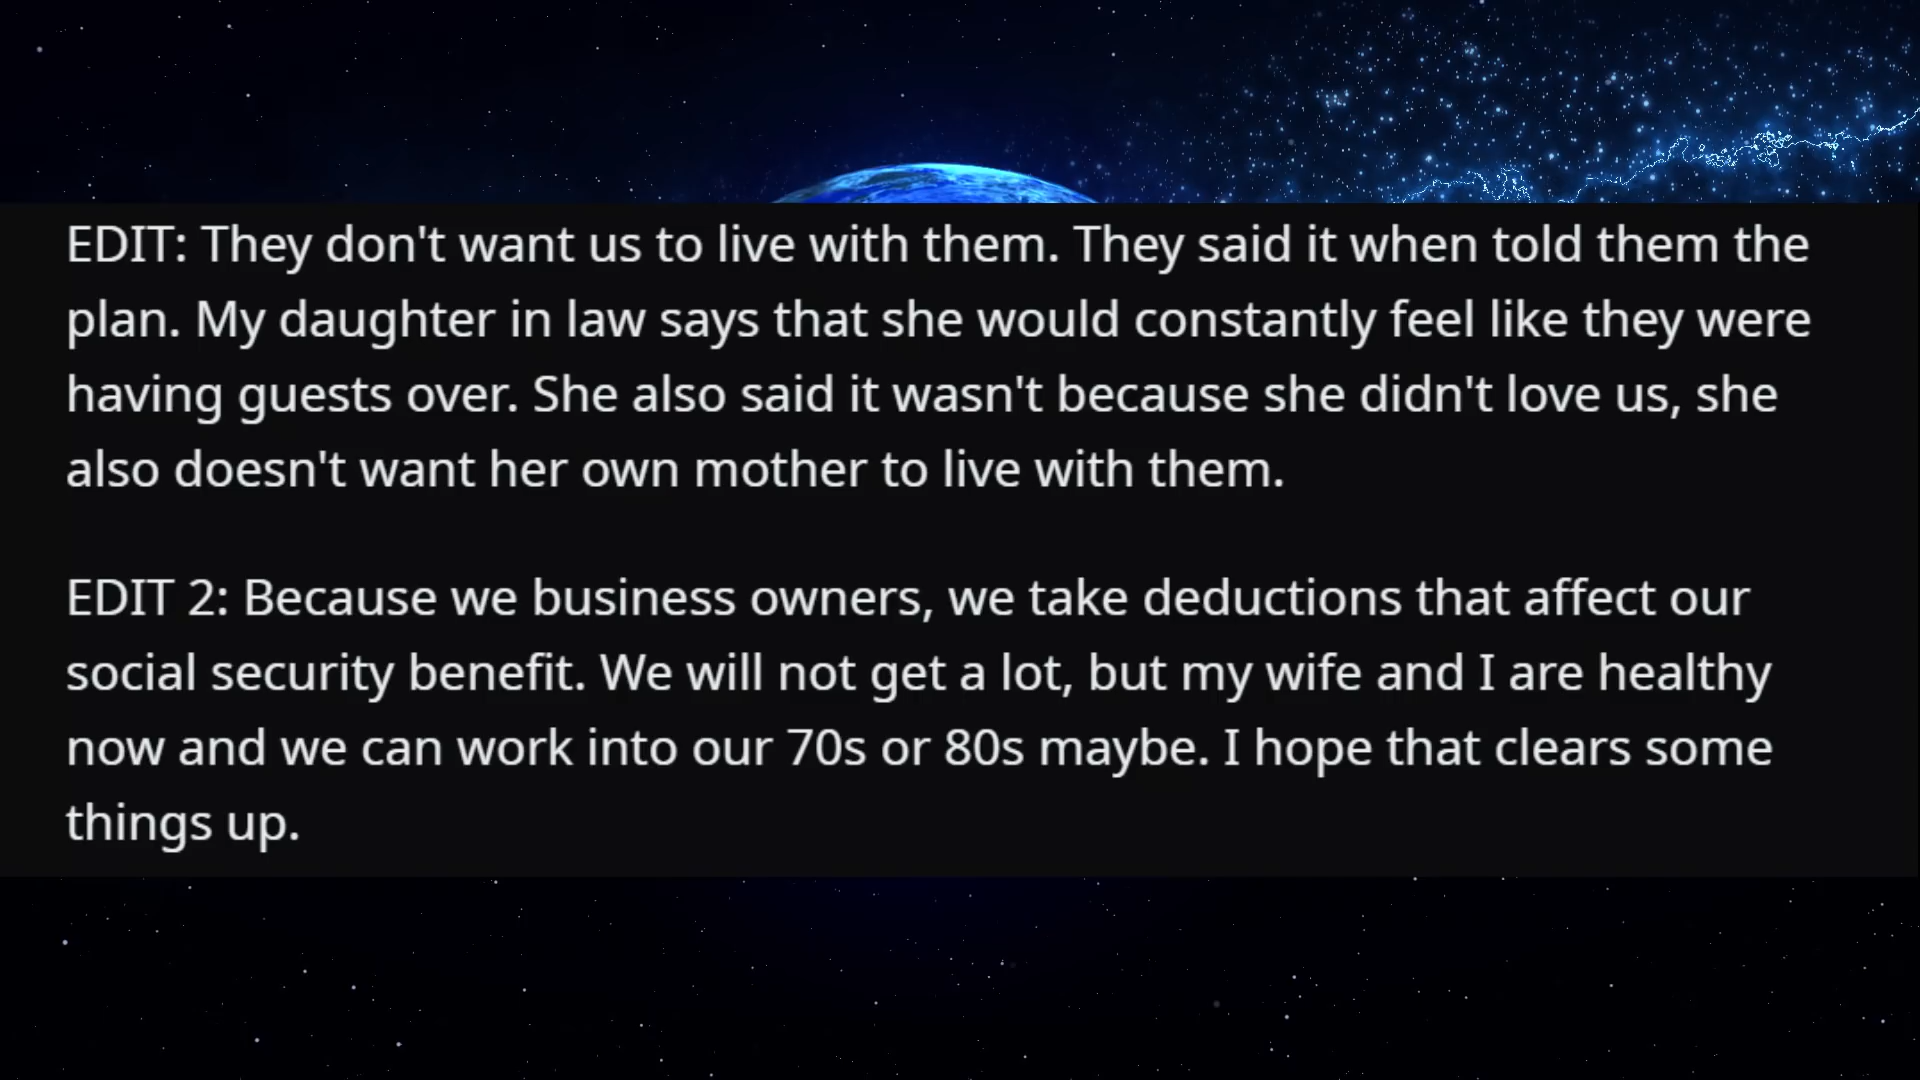 EDIT: They don't want us to live with them. They said it when told them the
plan. My daughter in law says that she would constantly feel like they were
having guests over. She also said it wasn't because she didn't love us, she
also doesn't want her own mother to live with them.
EDIT 2: Because we business owners, we take deductions that affect our
social security benefit. We will not get a lot, but my wife and I are healthy
now and we can work into our 70s or 80s maybe. I hope that clears some
things up.